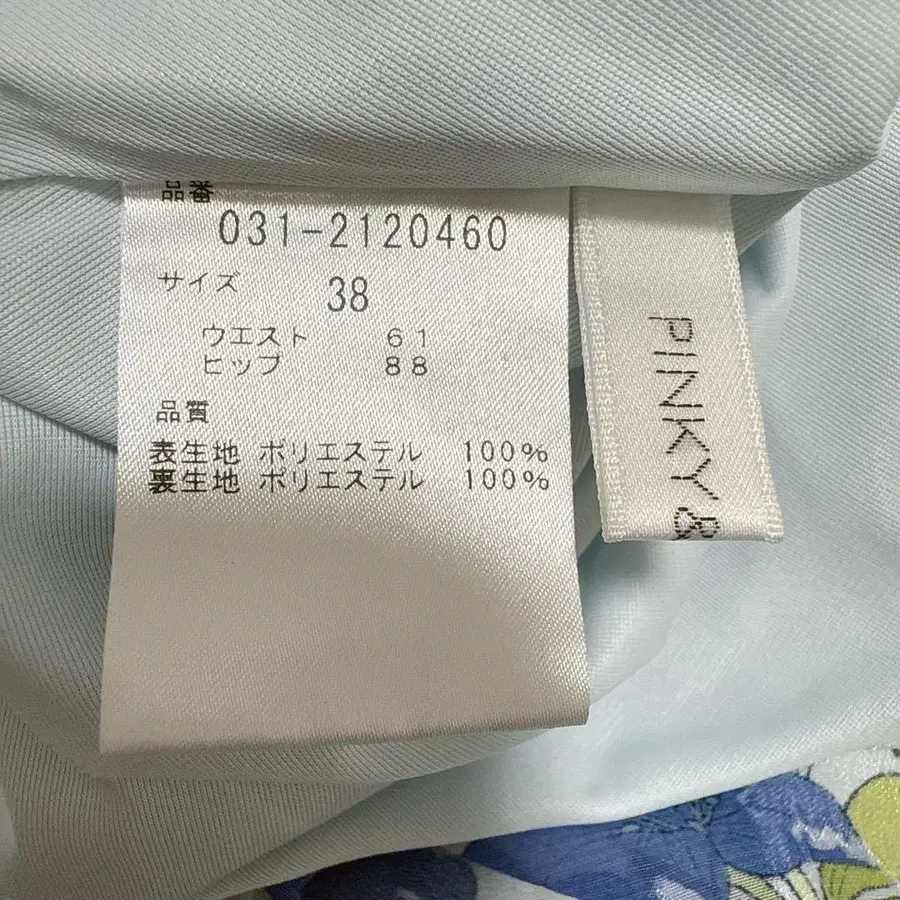 品番
031-2120460
サイズ 38
ウエスト 61
ヒップ 88
品質
表生地 ポリエステル 100%
裏生地 ポリエステル 100%
PINKY &